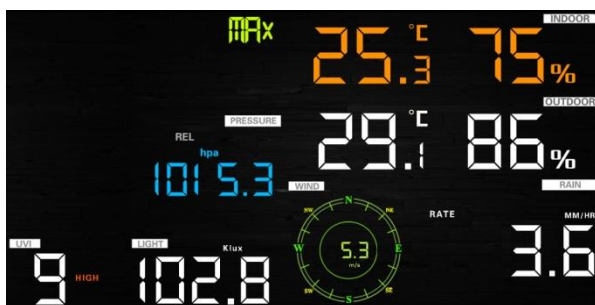 MAX
INDOOR
25.3 °C 75%
OUTDOOR
29.1 °C 86%
PRESSURE
REL
hpa
1015.3
WIND
N
NW NE
W 5.3 E
m/s
SW SE
S
RAIN
RATE
MM/HR
3.6
UVI
9 HIGH
LIGHT
Klux
102.8